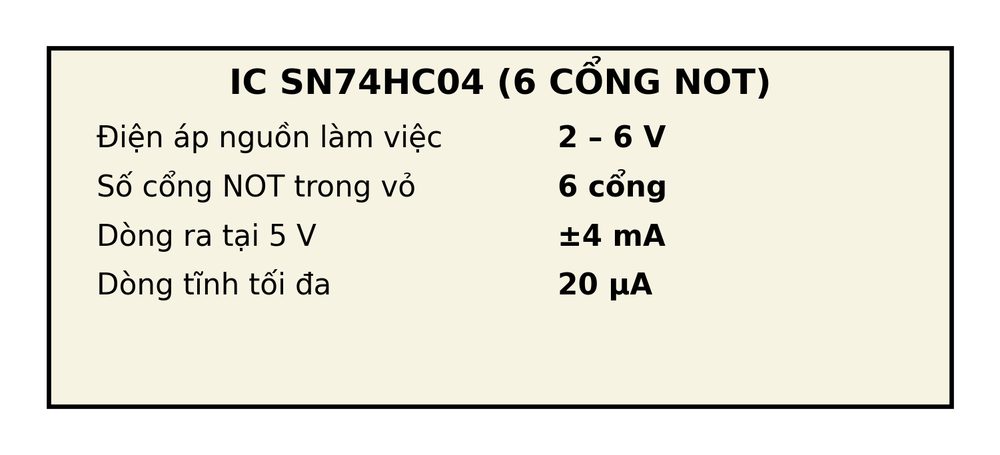 IC SN74HC04 (6 CỔNG NOT)
Điện áp nguồn làm việc 2 – 6 V
Số cổng NOT trong vỏ 6 cổng
Dòng ra tại 5 V ±4 mA
Dòng tĩnh tối đa 20 µA